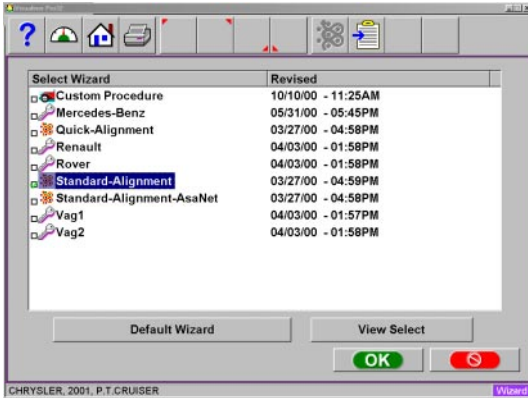 Select Wizard Revised
Custom Procedure 10/10/00 - 11:25AM
Mercedes-Benz 05/31/00 - 05:45PM
Quick-Alignment 03/27/00 - 04:58PM
Renault 04/03/00 - 01:58PM
Rover 04/03/00 - 01:58PM
Standard-Alignment 03/27/00 - 04:59PM
Standard-Alignment-AsaNet 03/27/00 - 04:58PM
Vag1 04/03/00 - 01:57PM
Vag2 04/03/00 - 01:58PM
Default Wizard View Select
OK
CHRYSLER, 2001, P.T.CRUISER Wizard